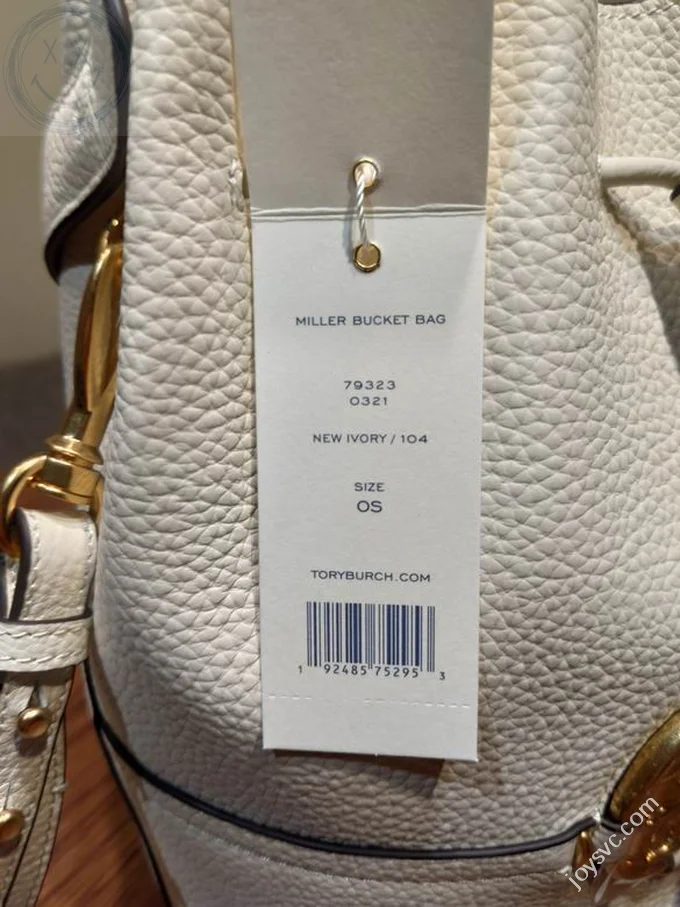 MILLER BUCKET BAG
79323
0321
NEW IVORY / 104
SIZE
OS
TORYBURCH.COM
1 92485 75295 3
joysvc.com